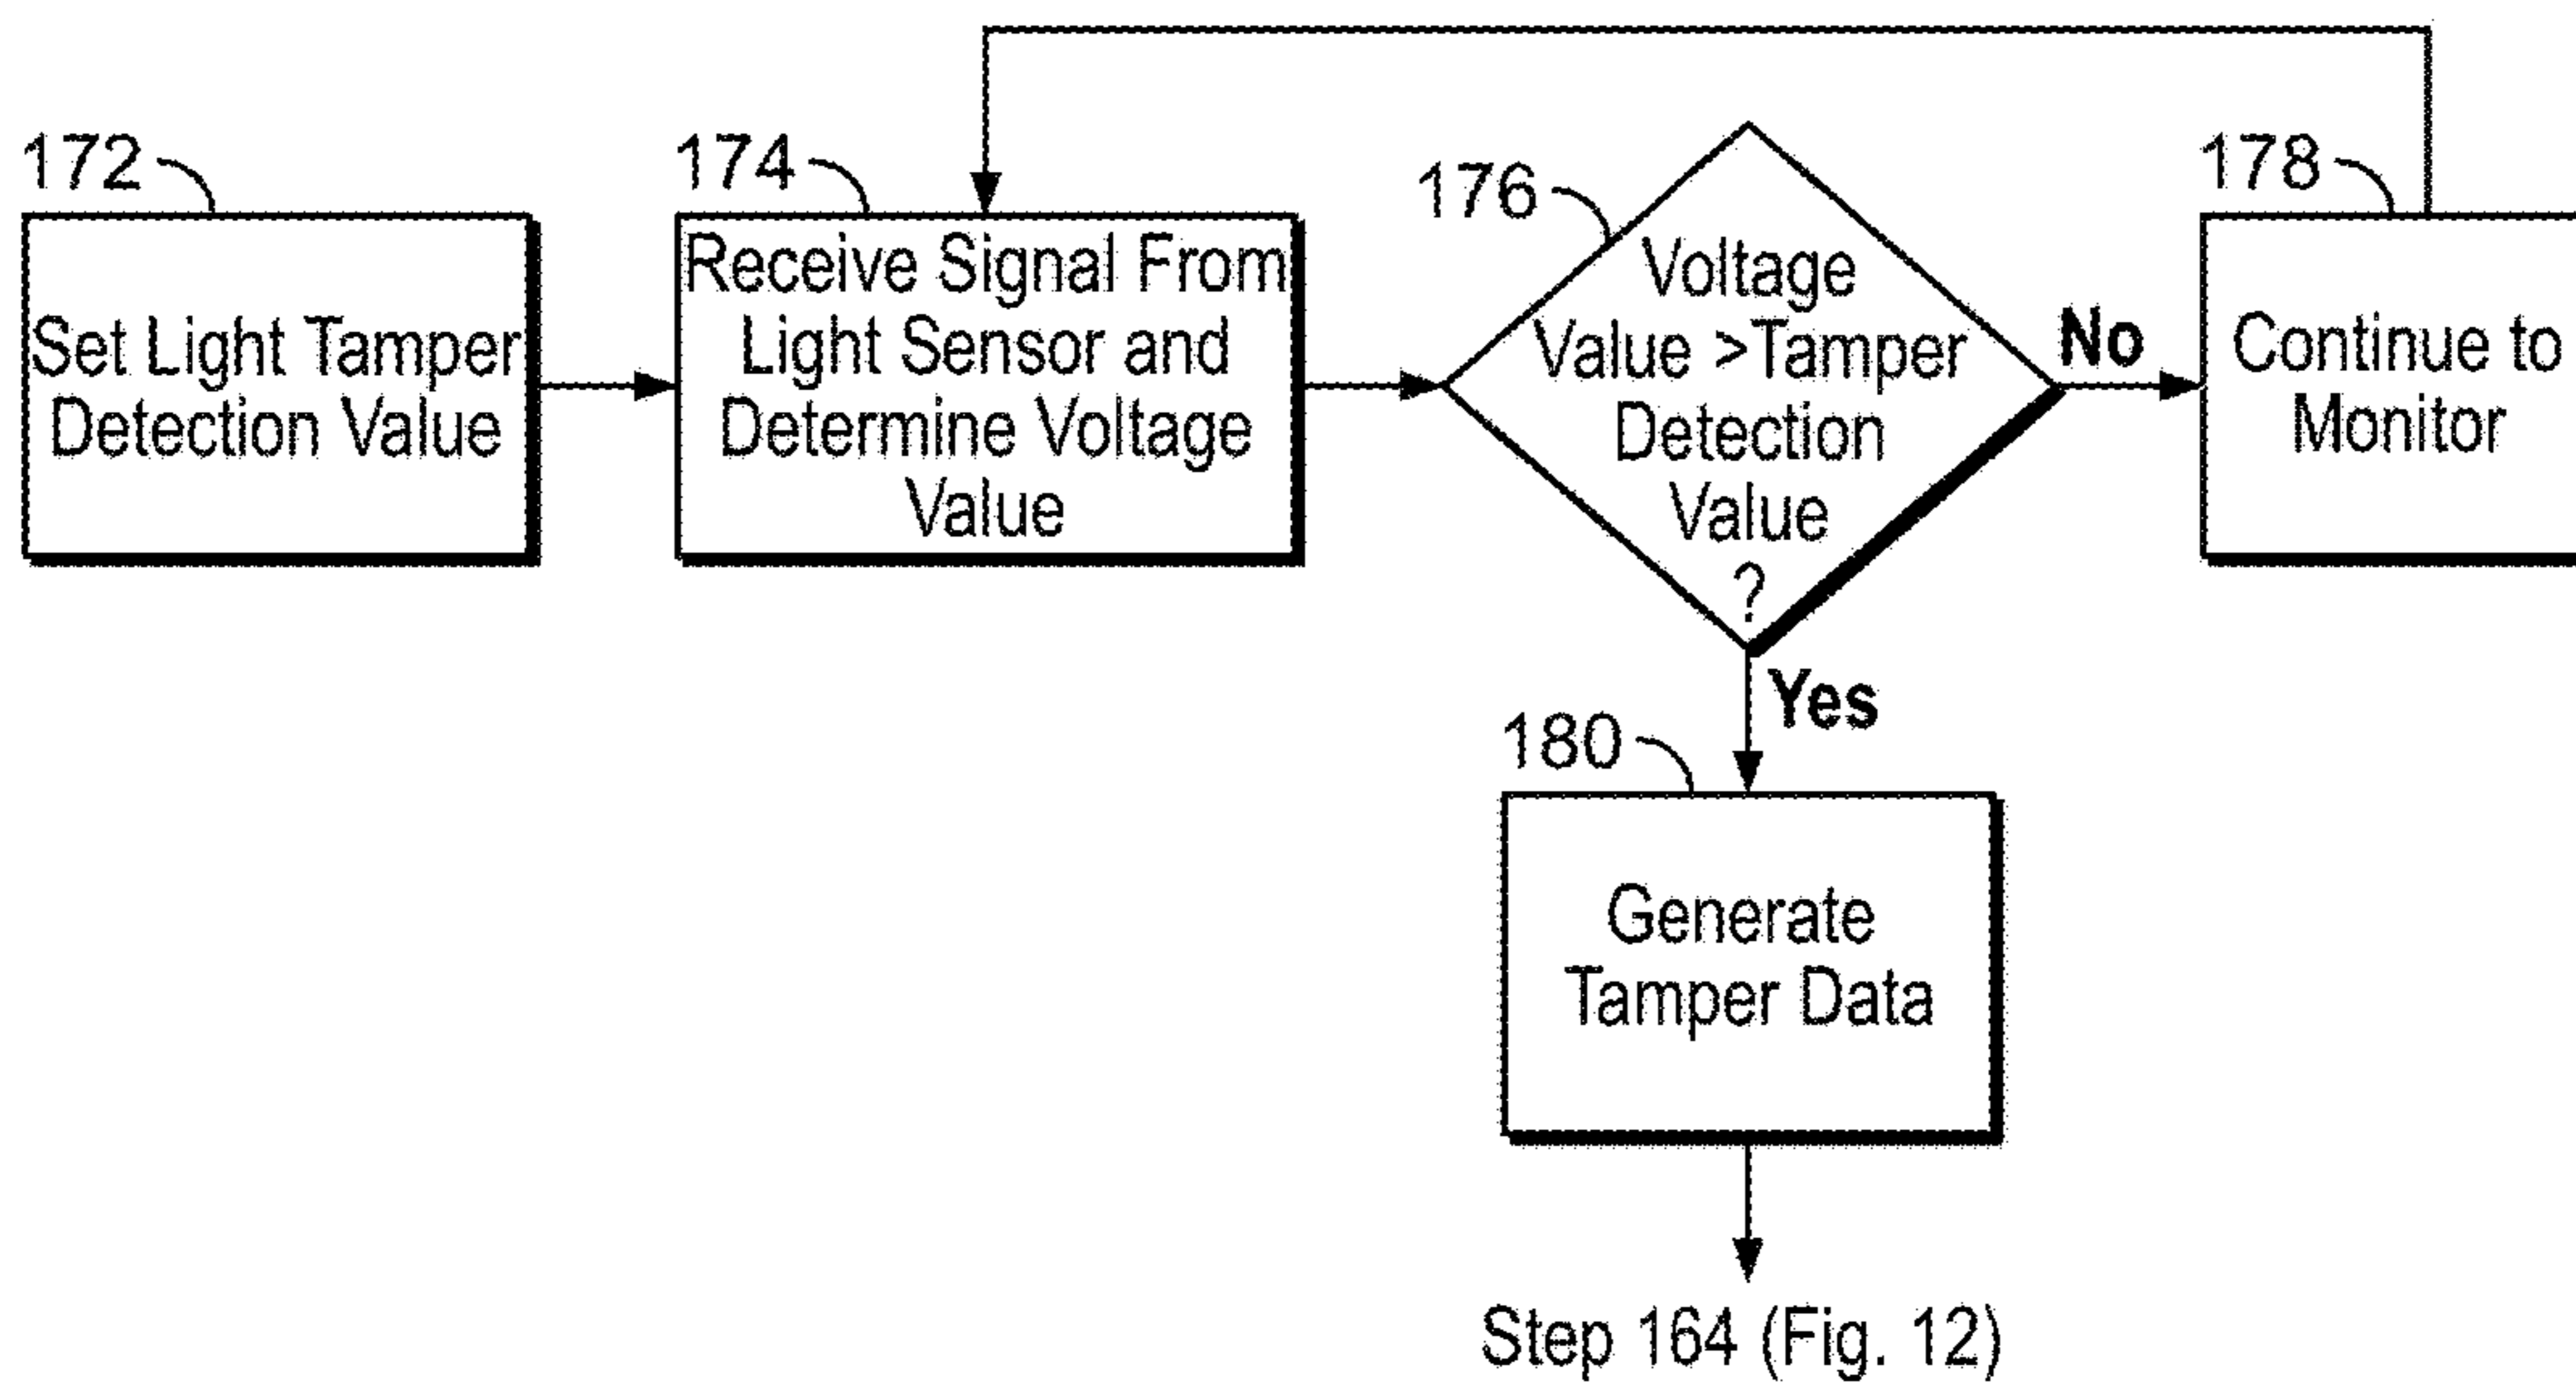 172
Set Light Tamper
Detection Value
174
Receive Signal From
Light Sensor and
Determine Voltage
Value
176
Voltage
Value >Tamper
Detection
Value
?
No
178
Continue to
Monitor
Yes
180
Generate
Tamper Data
Step 164 (Fig. 12)